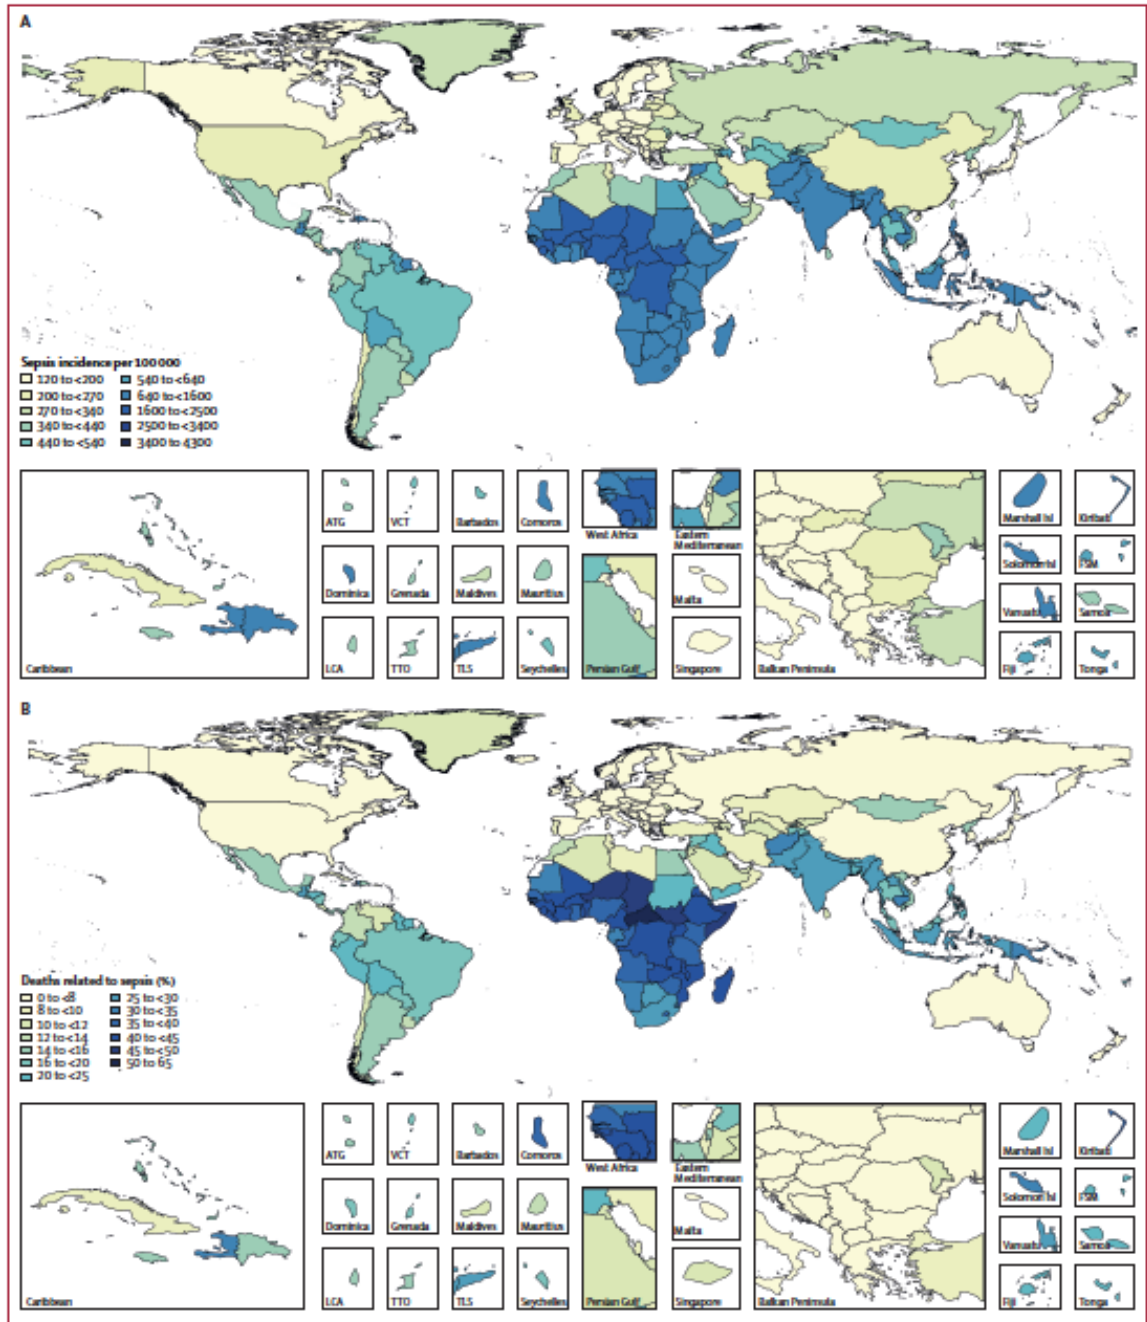 A
Sepsis incidence per 100 000
120 to <200
200 to <270
270 to <340
340 to <440
440 to <540
540 to <640
640 to <1600
1600 to <2500
2500 to <3400
3400 to 4300
Caribbean
ATG
VCT
Barbados
Comoros
Dominica
Grenada
Maldives
Mauritius
LCA
TTO
TLS
Seychelles
West Africa
Eastern
Mediterranean
Persian Gulf
Malta
Singapore
Balkan Peninsula
Marshall Isl
Kiribati
Solomon Isl
FSM
Vanuatu
Samoa
Fiji
Tonga
B
Deaths related to sepsis (%)
0 to <8
8 to <10
10 to <12
12 to <14
14 to <16
16 to <20
20 to <25
25 to <30
30 to <35
35 to <40
40 to <45
45 to <50
50 to 65
Caribbean
ATG
VCT
Barbados
Comoros
Dominica
Grenada
Maldives
Mauritius
LCA
TTO
TLS
Seychelles
West Africa
Eastern
Mediterranean
Persian Gulf
Malta
Singapore
Balkan Peninsula
Marshall Isl
Kiribati
Solomon Isl
FSM
Vanuatu
Samoa
Fiji
Tonga